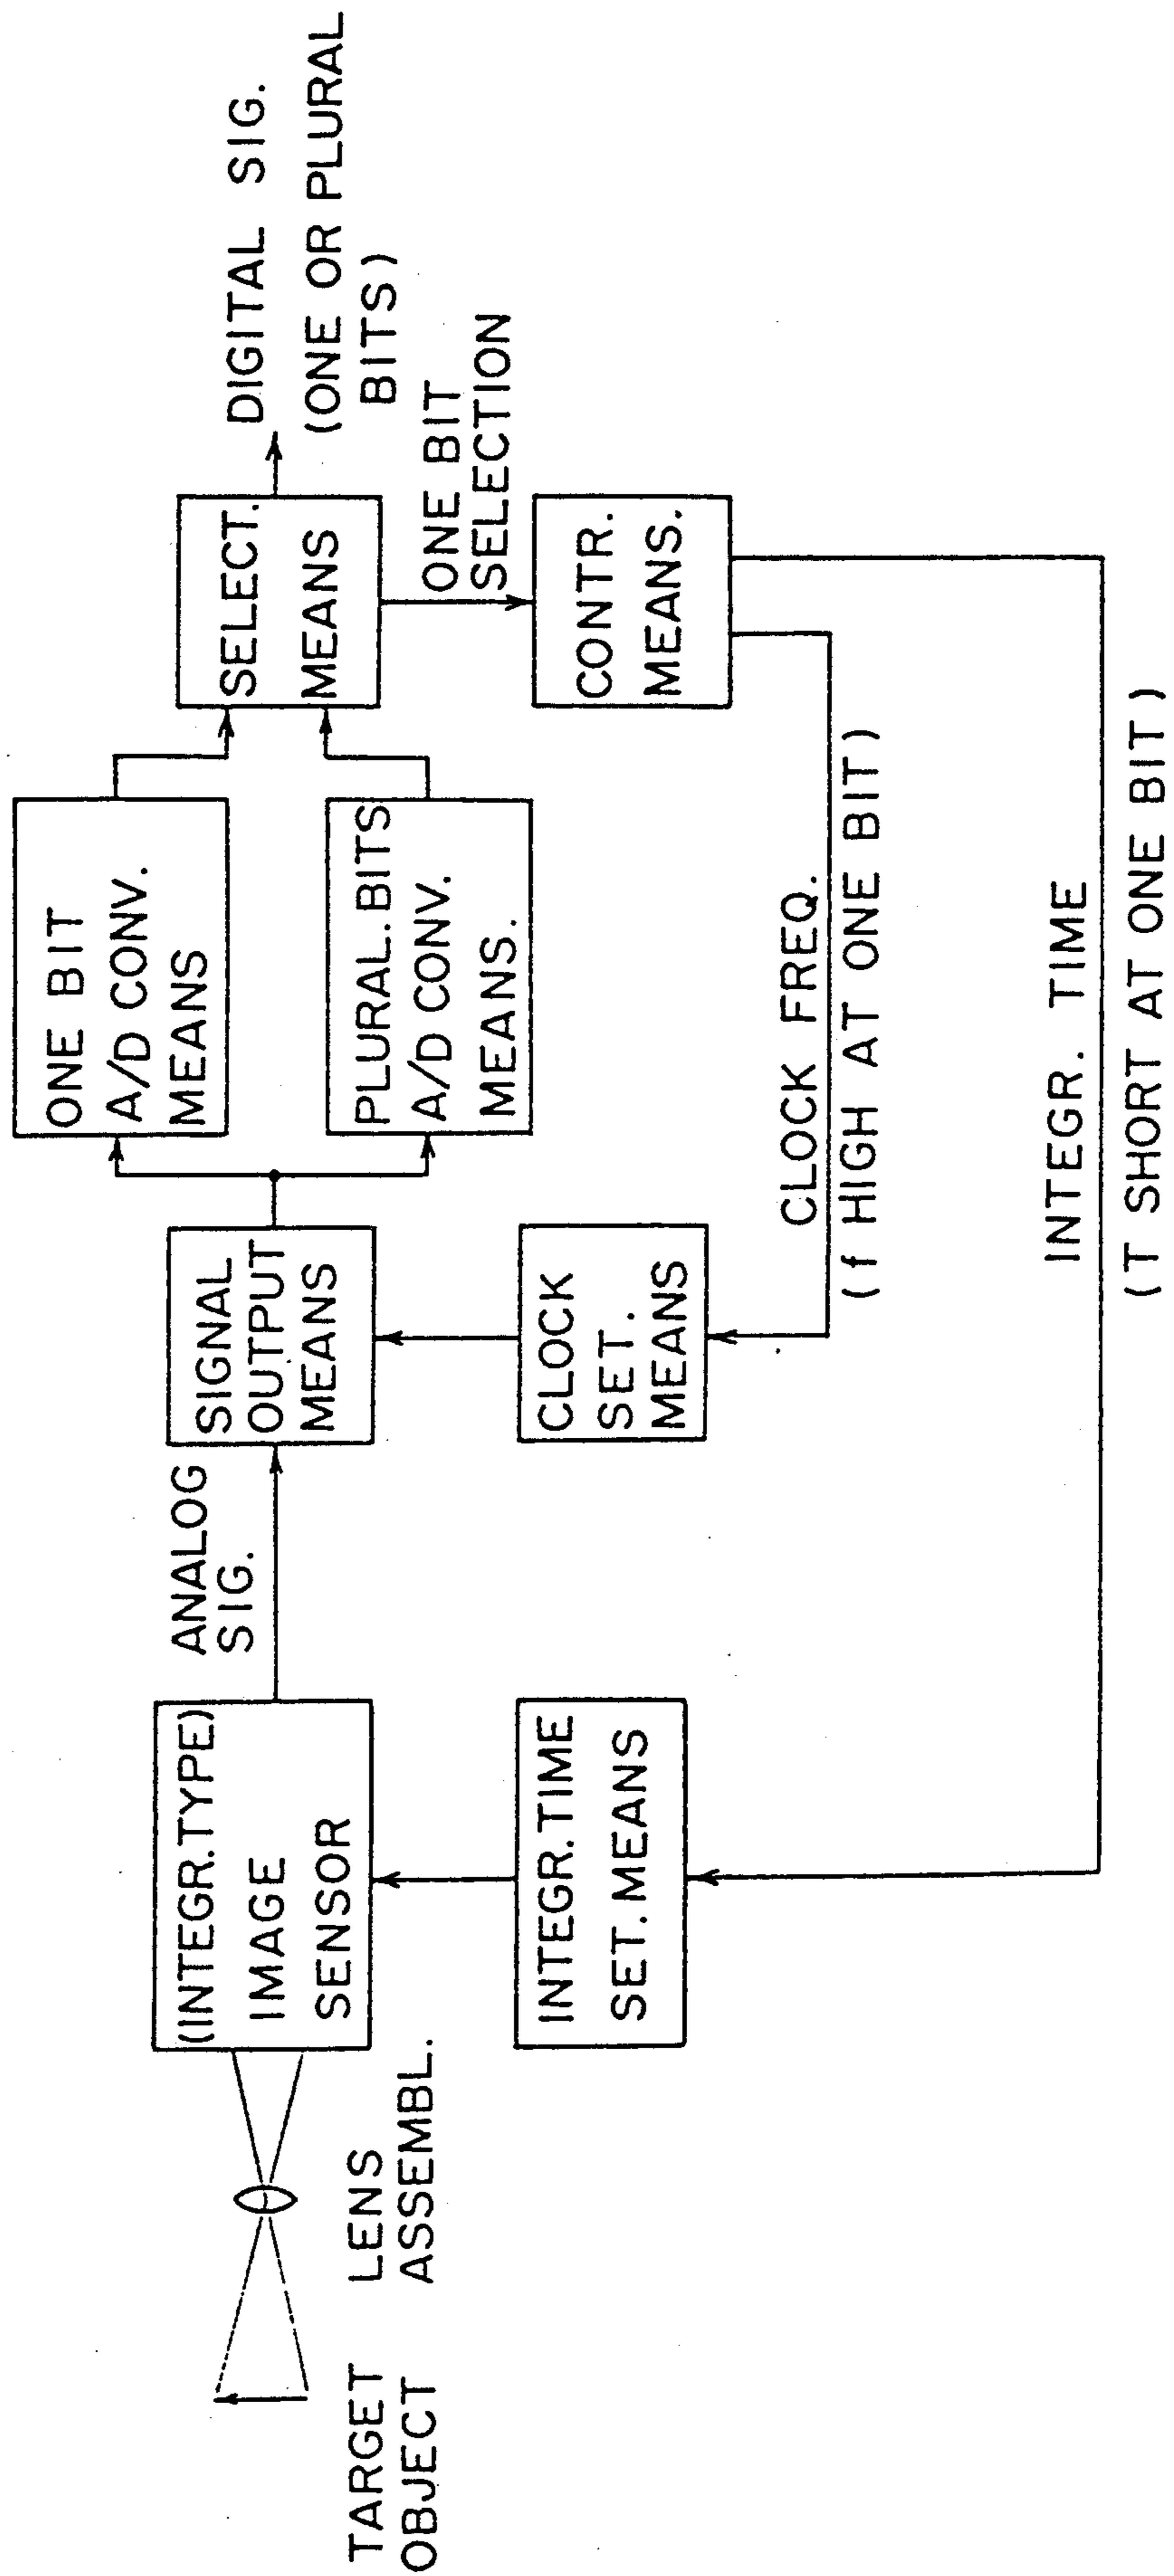 TARGET
OBJECT
LENS
ASSEMBL.
(INTEGR.TYPE)
IMAGE
SENSOR
INTEGR.TIME
SET.MEANS
ANALOG
SIG.
SIGNAL
OUTPUT
MEANS
CLOCK
SET.
MEANS
ONE BIT
A/D CONV.
MEANS
PLURAL.BITS
A/D CONV.
MEANS.
SELECT.
MEANS
DIGITAL SIG.
(ONE OR PLURAL
BITS)
ONE BIT
SELECTION
CONTR.
MEANS.
CLOCK FREQ.
(f HIGH AT ONE BIT)
INTEGR. TIME
(T SHORT AT ONE BIT)